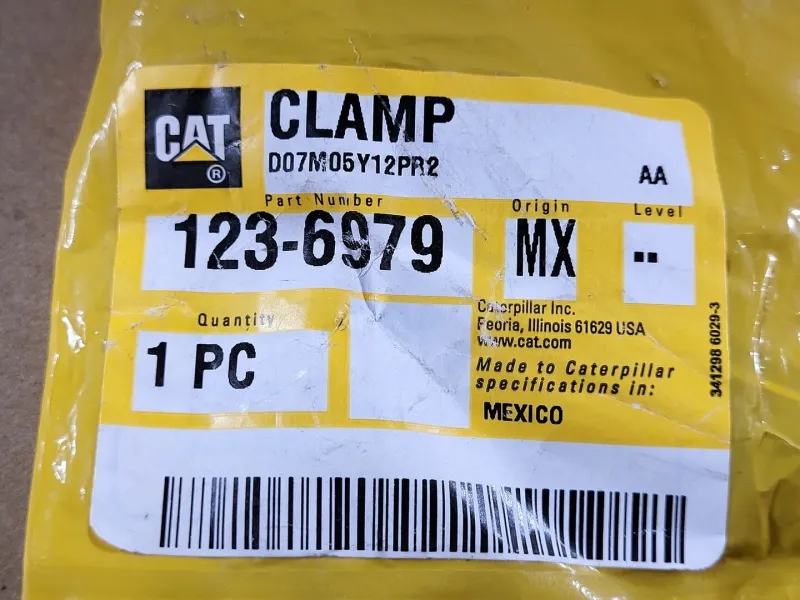 CAT®
CLAMP
D07M05Y12PR2
AA
Part Number
Origin
Level
123-6979
MX
--
Quantity
1 PC
Caterpillar Inc.
Peoria, Illinois 61629 USA
www.cat.com
Made to Caterpillar
specifications in:
MEXICO
341298 6029-3